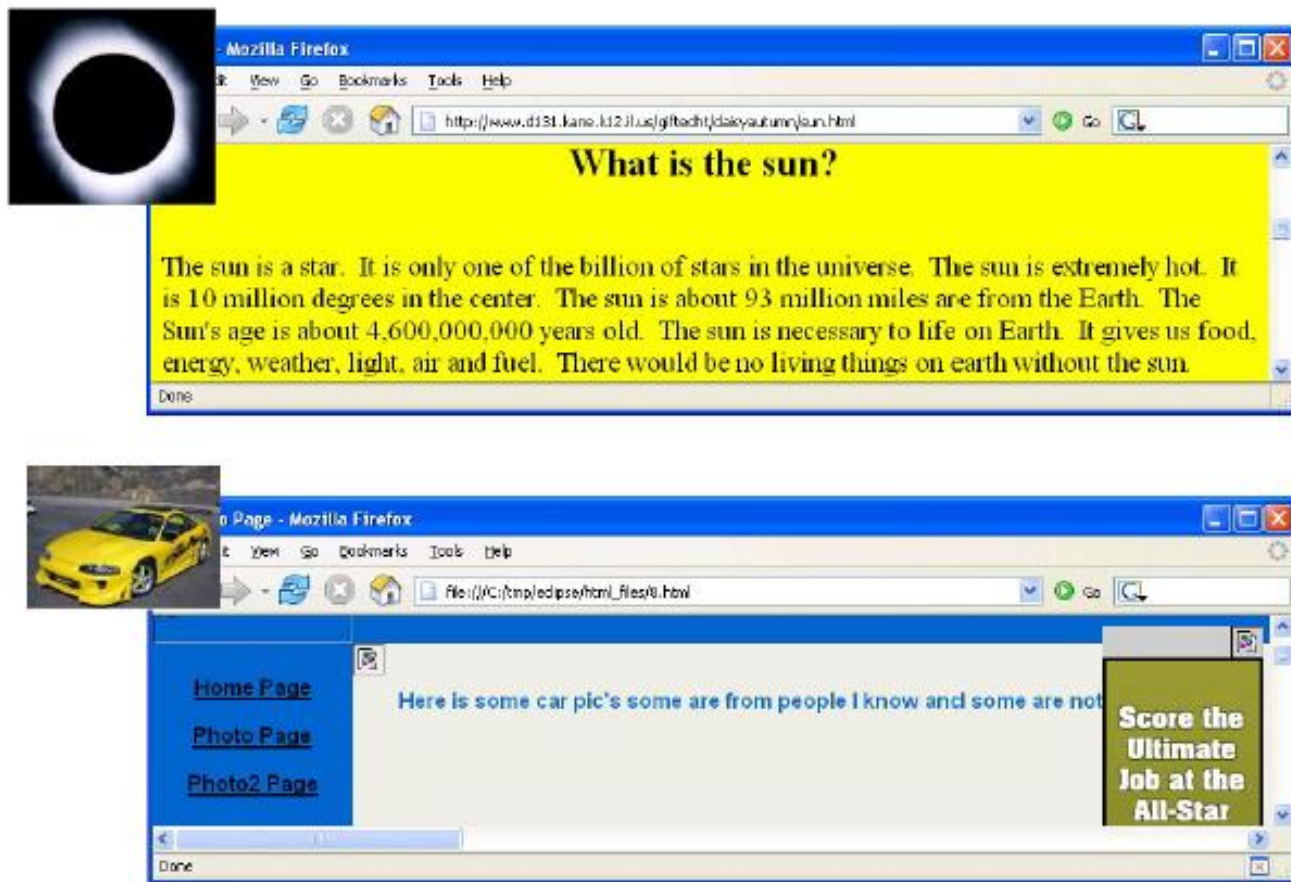 - Mozilla Firefox
View Go Bookmarks Tools Help
http://www.d131.kane.k12.il.us/giftedht/daisyautumn/sun.html Go
What is the sun?
The sun is a star. It is only one of the billion of stars in the universe. The sun is extremely hot. It
is 10 million degrees in the center. The sun is about 93 million miles are from the Earth. The
Sun's age is about 4,600,000,000 years old. The sun is necessary to life on Earth. It gives us food,
energy, weather, light, air and fuel. There would be no living things on earth without the sun
Done
o Page - Mozilla Firefox
View Go Bookmarks Tools Help
file:///C:/tmp/eclipse/html_files/8.html Go
Home Page
Photo Page
Photo2 Page
Here is some car pic's some are from people I know and some are not
Score the
Ultimate
Job at the
All-Star
Done